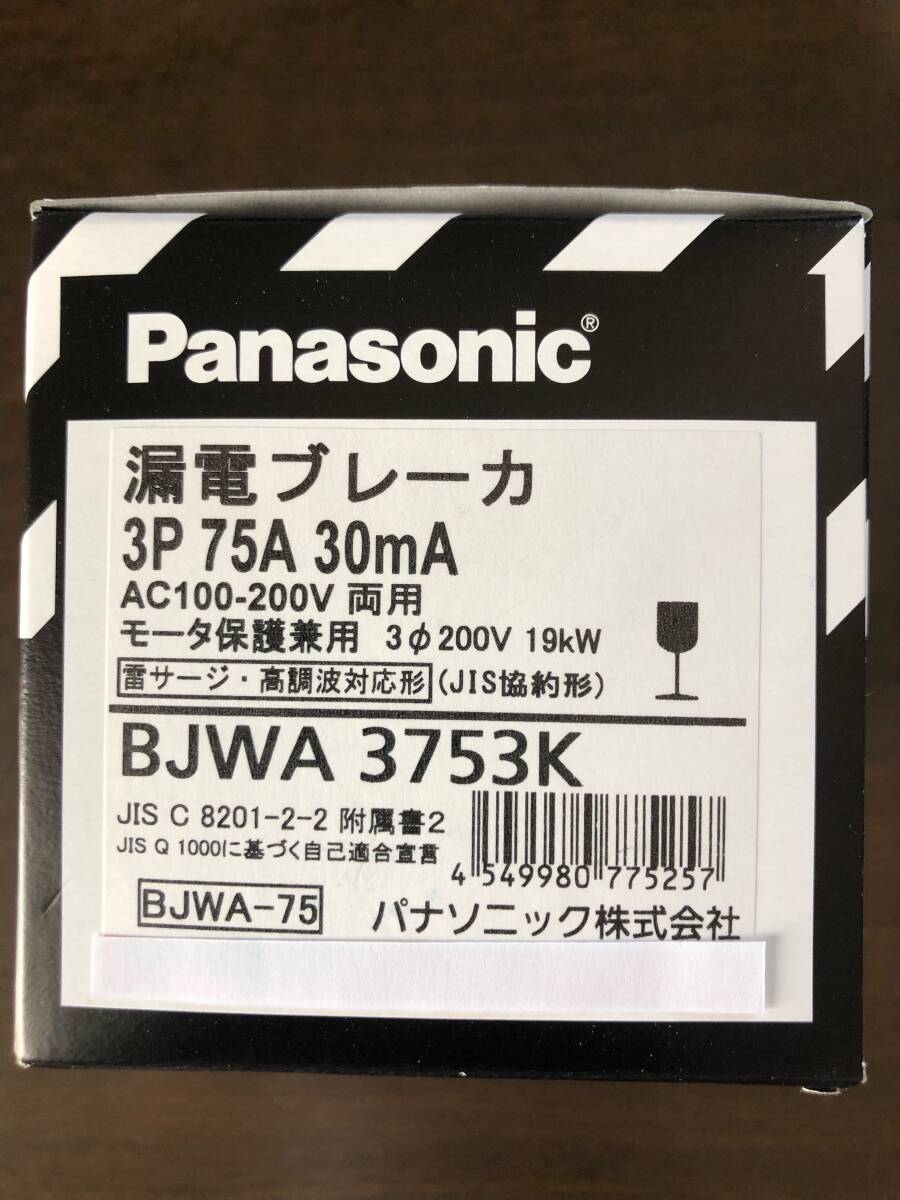 Panasonic®
漏電ブレーカ
3P 75A 30mA
AC100-200V 両用
モータ保護兼用 3φ200V 19kW
雷サージ・高調波対応形 (JIS協約形)
BJWA 3753K
JIS C 8201-2-2 附属書2
JIS Q 1000に基づく自己適合宣言
4 549980 775257
BJWA-75 パナソニック株式会社